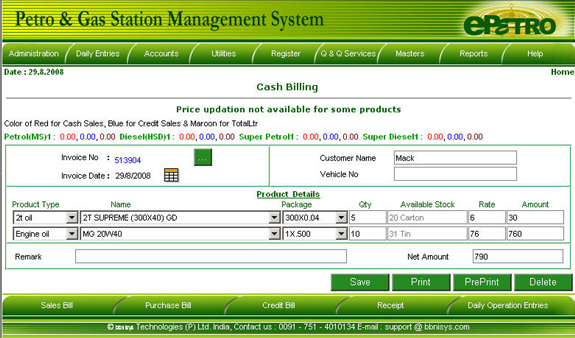 Petro & Gas Station Management System
ePETRO
Administration Daily Entries Accounts Utilities Register Q & Q Services Masters Reports Help
Date : 29.8.2008 Home
Cash Billing
Price updation not available for some products
Color of Red for Cash Sales, Blue for Credit Sales & Maroon for TotalLtr
Petrol(MS)1 : 0.00, 0.00, 0.00 Diesel(HSD)1 : 0.00, 0.00, 0.00 Super Petrol1 : 0.00, 0.00, 0.00 Super Diesel1 : 0.00, 0.00, 0.00
Invoice No : 513904 ... Customer Name Mack
Invoice Date : 29/8/2008 Vehicle No
Product Details
Product Type Name Package Qty Available Stock Rate Amount
2t oil 2T SUPREME (300X40) GD 300X0.04 5 20 Carton 6 30
Engine oil MG 20W40 1X.500 10 31 Tin 76 760
Remark Net Amount 790
Save Print PrePrint Delete
Sales Bill Purchase Bill Credit Bill Receipt Daily Operation Entries
© bbnisys Technologies (P) Ltd. India, Contact us : 0091 - 751 - 4010134 E-mail : support @ bbnisys.com